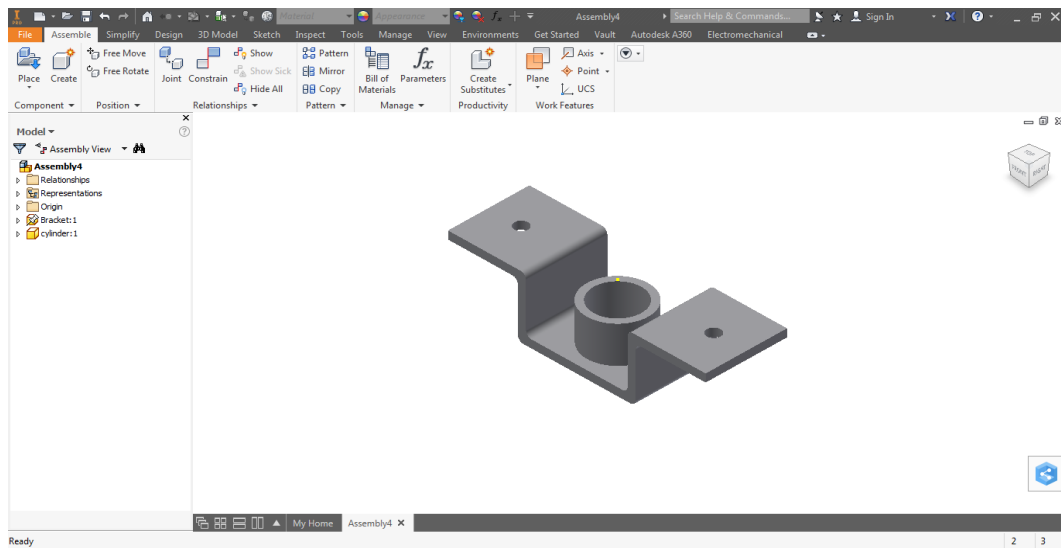 PRO Material Appearance Assembly4 Search Help & Commands... Sign In
File Assemble Simplify Design 3D Model Sketch Inspect Tools Manage View Environments Get Started Vault Autodesk A360 Electromechanical
Free Move Show Pattern Axis
Free Rotate Show Sick Mirror Point
Place Create Joint Constrain Hide All Copy Bill of Materials Parameters Create Substitutes Plane UCS
Component Position Relationships Pattern Manage Productivity Work Features
Model
Assembly View
Assembly4
Relationships
Representations
Origin
Bracket:1
cylinder:1
TOP
FRONT RIGHT
My Home Assembly4
Ready 2 3